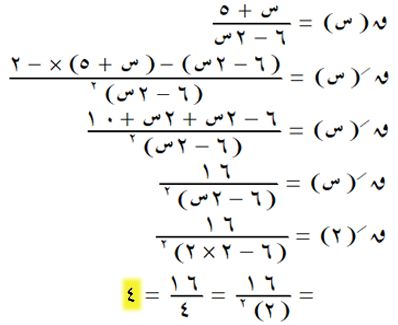 ق(س) = س + ٥ / ٦ − ٢س
قَ(س) = (٦ − ٢س) − (س + ٥) × − ٢ / (٦ − ٢س)٢
قَ(س) = ٦ − ٢س + ٢س + ١٠ / (٦ − ٢س)٢
قَ(س) = ١٦ / (٦ − ٢س)٢
قَ(٢) = ١٦ / (٦ − ٢ × ٢)٢
= ١٦ / (٢)٢ = ١٦ / ٤ = ٤